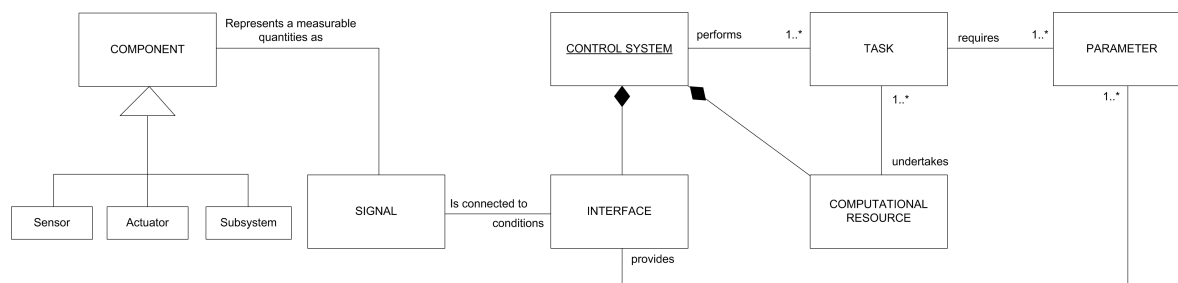 Represents a measurable
quantities as
COMPONENT
CONTROL SYSTEM
performs
1..*
TASK
requires
1..*
PARAMETER
1..*
1..*
undertakes
Sensor
Actuator
Subsystem
SIGNAL
Is connected to
conditions
INTERFACE
COMPUTATIONAL
RESOURCE
provides